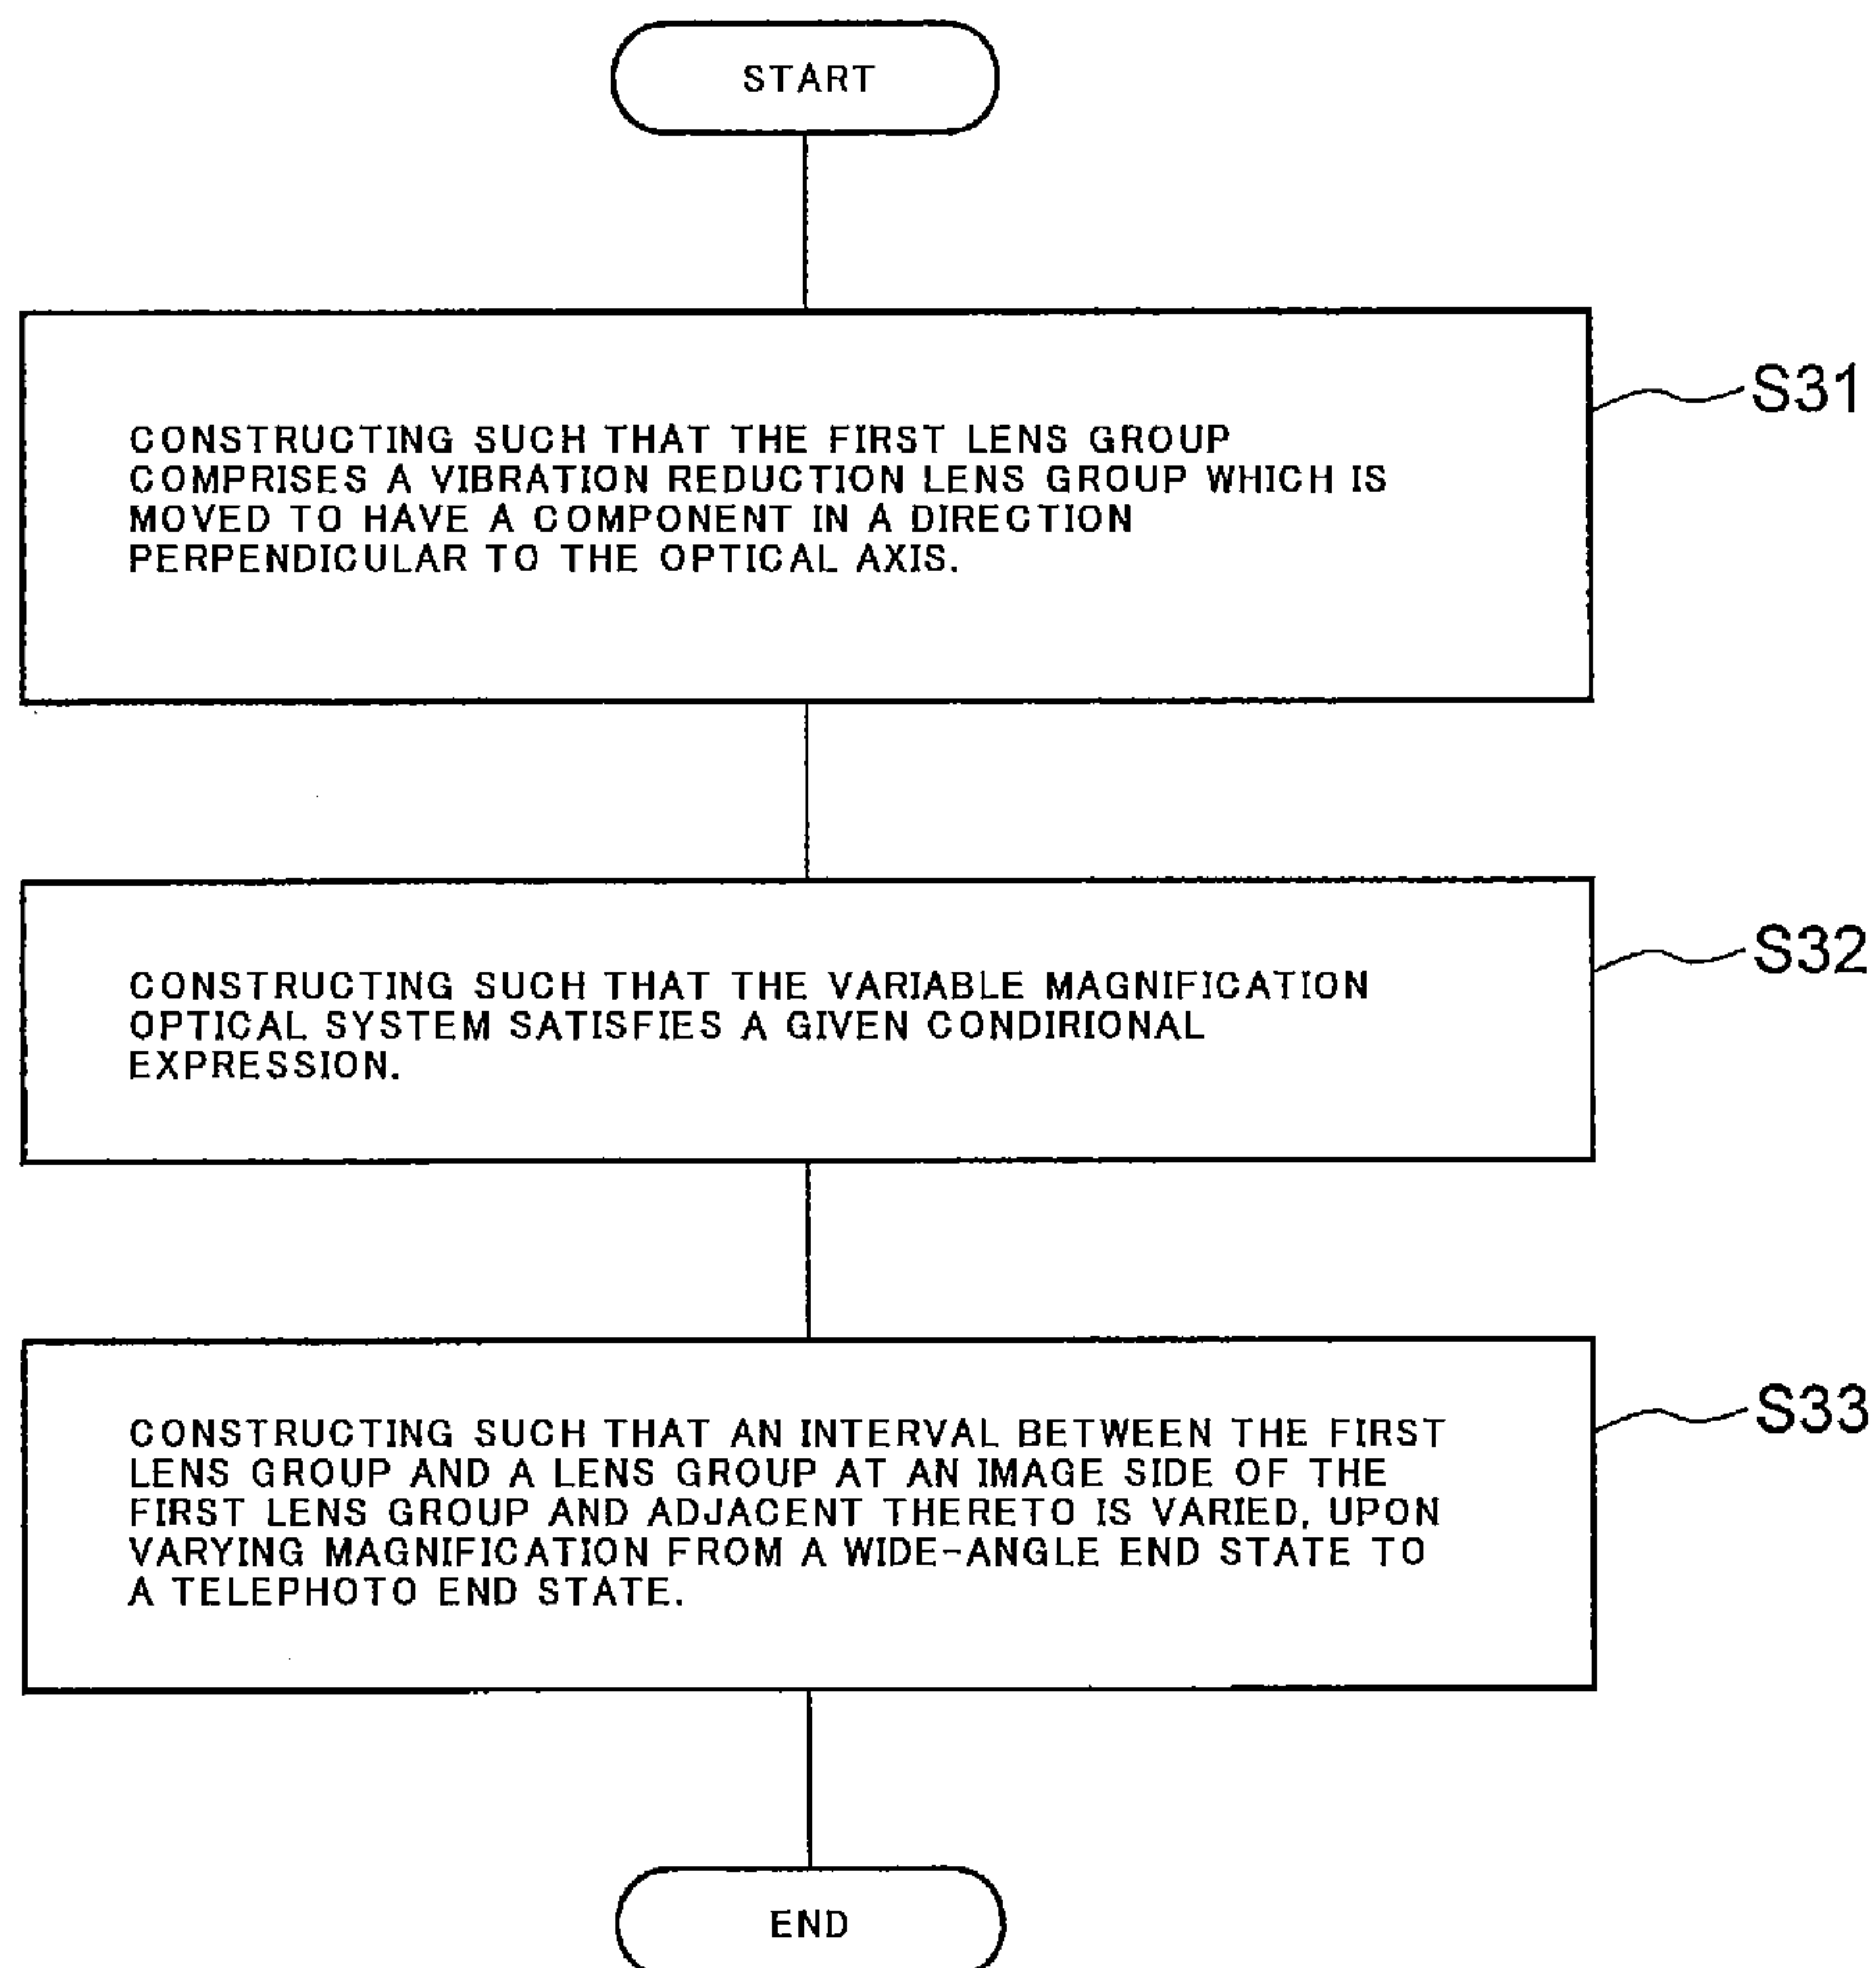 START
CONSTRUCTING SUCH THAT THE FIRST LENS GROUP
COMPRISES A VIBRATION REDUCTION LENS GROUP WHICH IS
MOVED TO HAVE A COMPONENT IN A DIRECTION
PERPENDICULAR TO THE OPTICAL AXIS.
S31
CONSTRUCTING SUCH THAT THE VARIABLE MAGNIFICATION
OPTICAL SYSTEM SATISFIES A GIVEN CONDIRIONAL
EXPRESSION.
S32
CONSTRUCTING SUCH THAT AN INTERVAL BETWEEN THE FIRST
LENS GROUP AND A LENS GROUP AT AN IMAGE SIDE OF THE
FIRST LENS GROUP AND ADJACENT THERETO IS VARIED, UPON
VARYING MAGNIFICATION FROM A WIDE-ANGLE END STATE TO
A TELEPHOTO END STATE.
S33
END